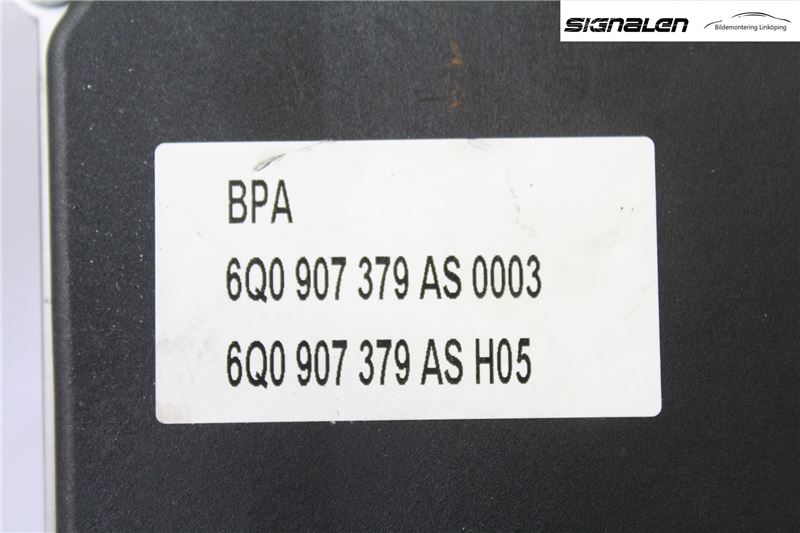 SIGNALEN
Bildemontering Linköping
BPA
6Q0 907 379 AS 0003
6Q0 907 379 AS H05